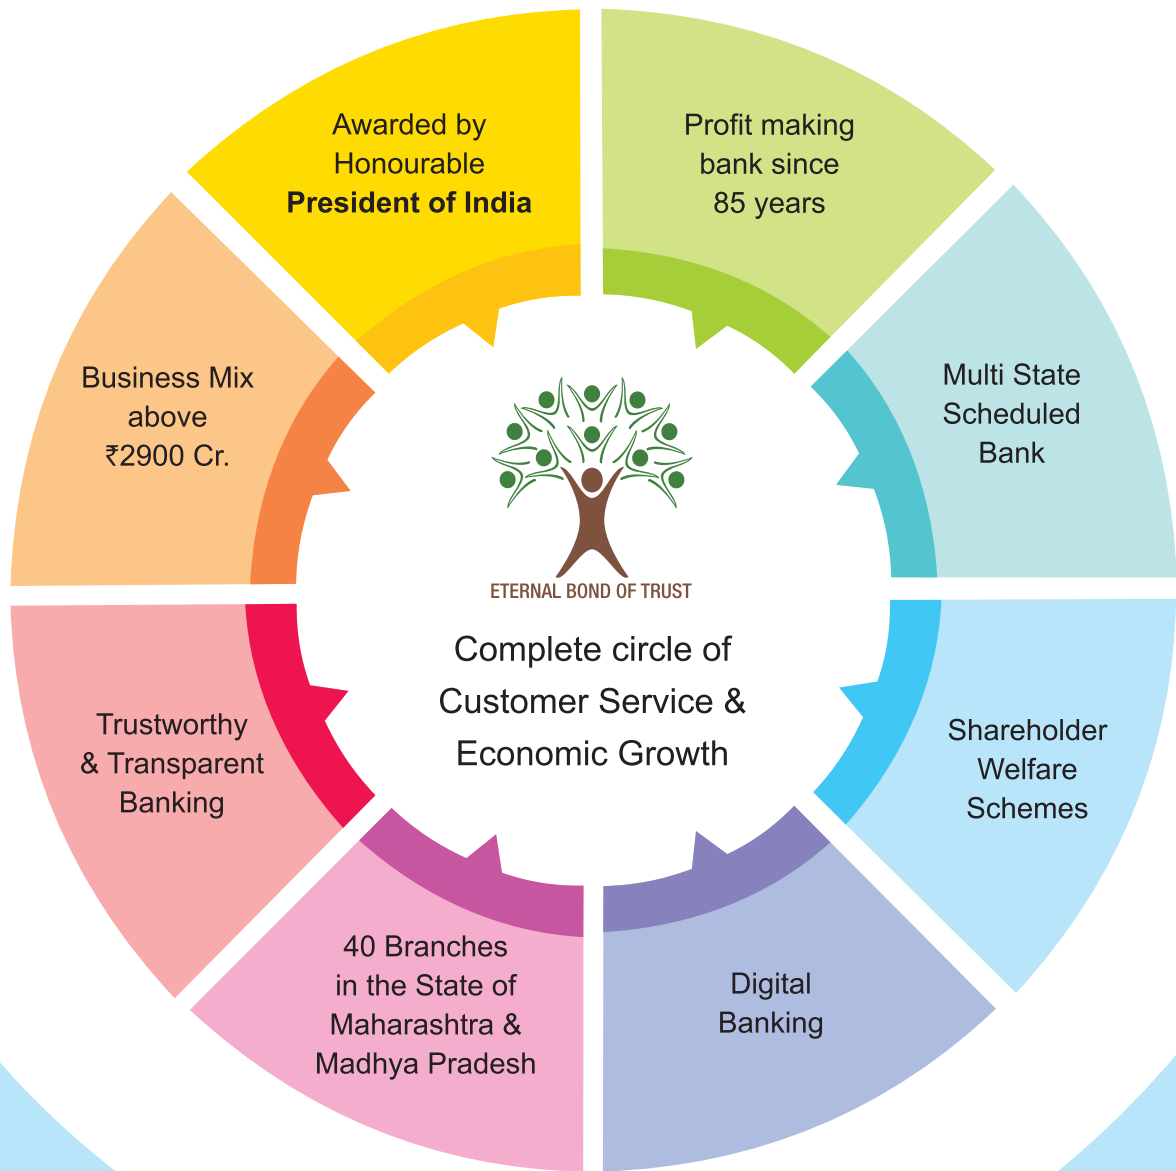 Awarded by
Honourable
President of India
Profit making
bank since
85 years
Multi State
Scheduled
Bank
Shareholder
Welfare
Schemes
Digital
Banking
40 Branches
in the State of
Maharashtra &
Madhya Pradesh
Trustworthy
& Transparent
Banking
Business Mix
above
₹2900 Cr.
ETERNAL BOND OF TRUST
Complete circle of
Customer Service &
Economic Growth